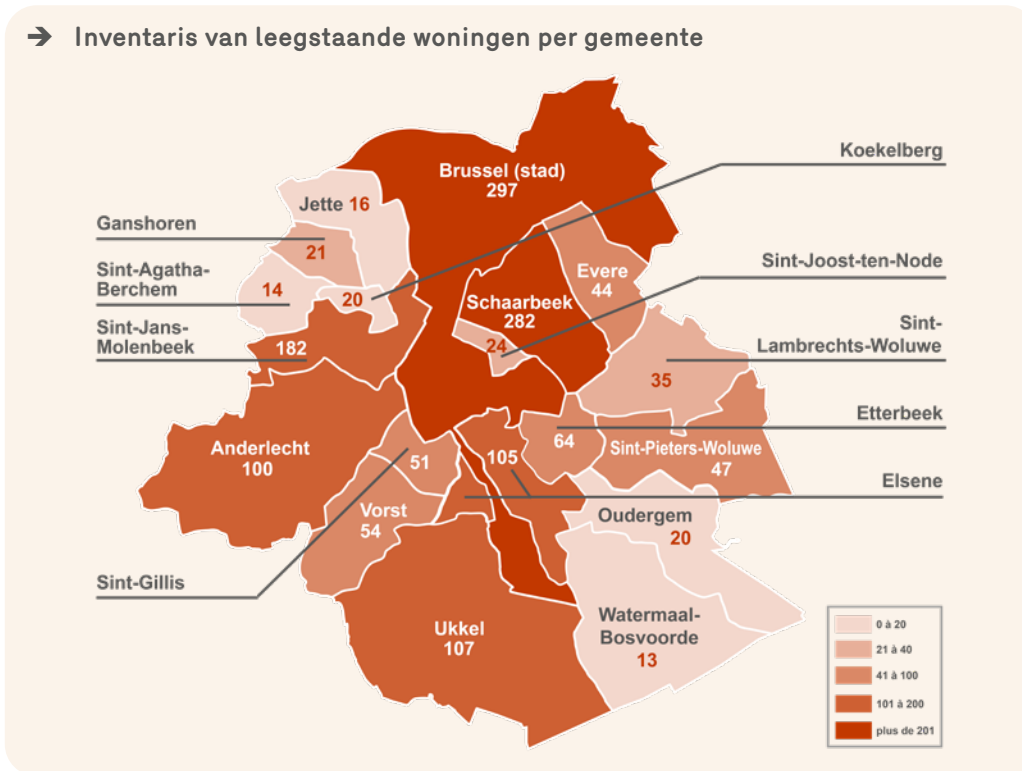 → Inventaris van leegstaande woningen per gemeente
Koekelberg
Brussel (stad)
297
Jette 16
Ganshoren
21
Sint-Joost-ten-Node
Sint-Agatha-
Berchem
14
20
Evere
44
Schaarbeek
282
Sint-Jans-
Molenbeek
182
24
Sint-
Lambrechts-Woluwe
35
Etterbeek
64
Anderlecht
100
Sint-Pieters-Woluwe
47
51
105
Elsene
Vorst
54
Oudergem
20
Sint-Gillis
Ukkel
107
Watermaal-
Bosvoorde
13
0 à 20
21 à 40
41 à 100
101 à 200
plus de 201